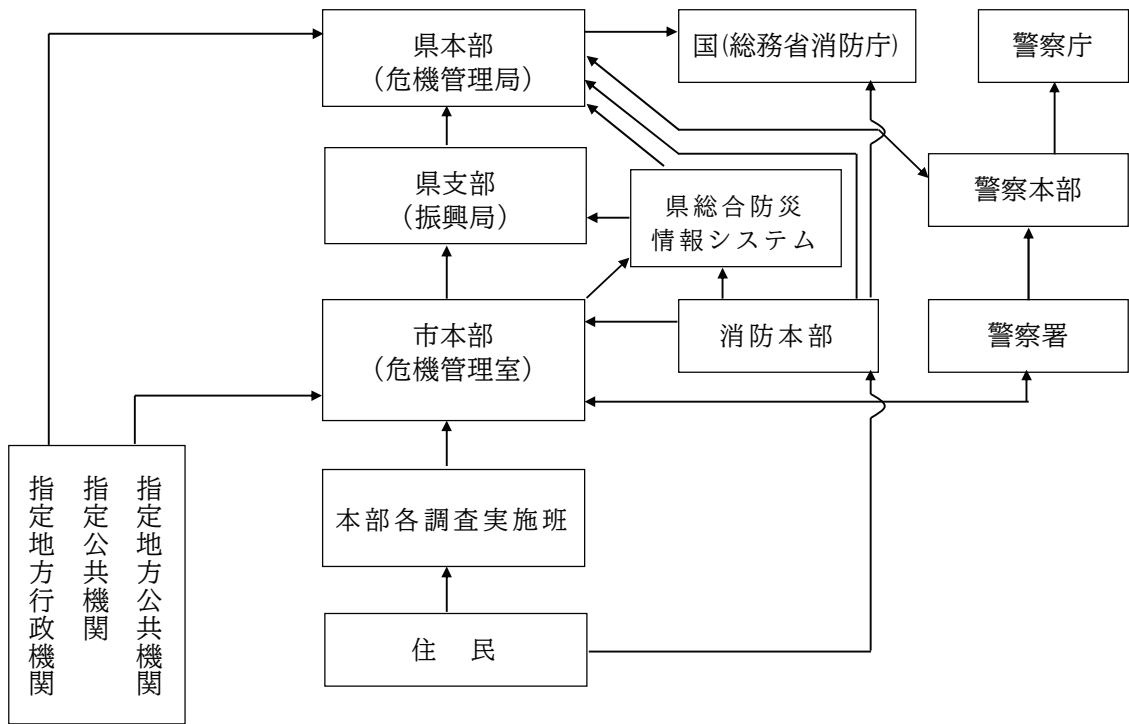 県本部
（危機管理局）
国(総務省消防庁)
警察庁
県支部
（振興局）
県総合防災
情報システム
警察本部
市本部
（危機管理室）
消防本部
警察署
指定地方行政機関
指定公共機関
指定地方公共機関
本部各調査実施班
住　民